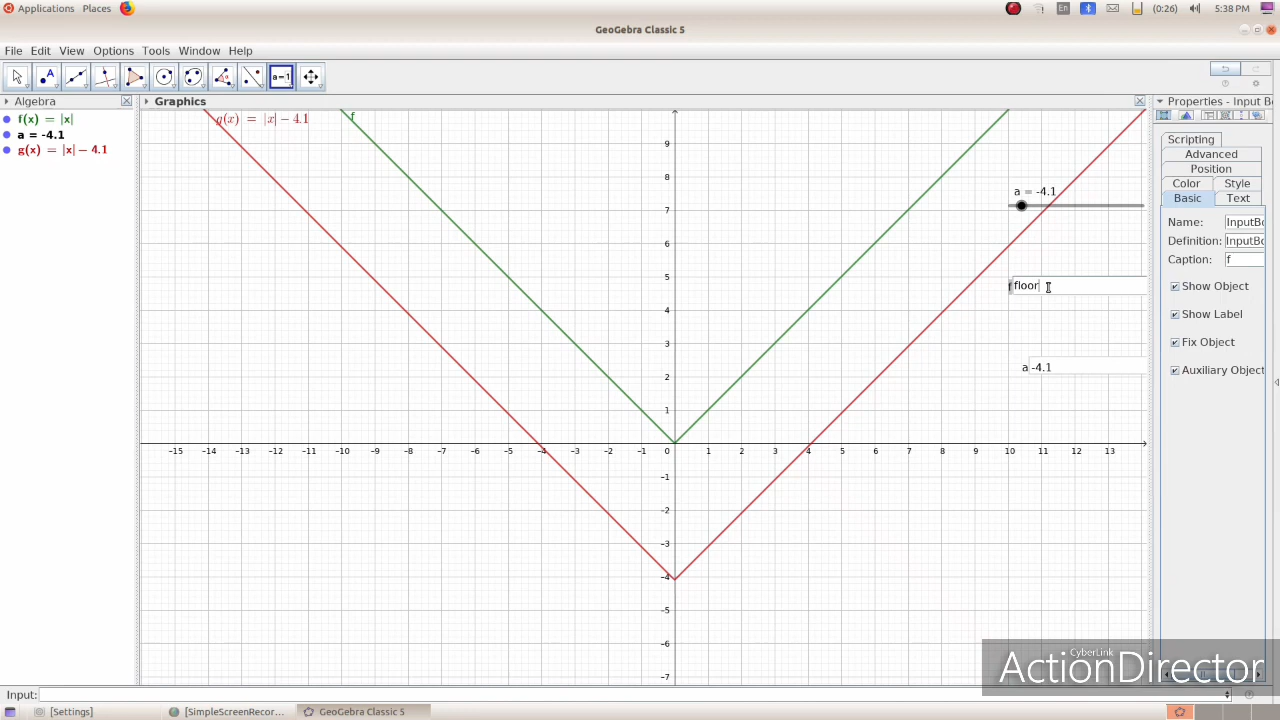 Applications Places En (0:26) 5:38 PM
GeoGebra Classic 5
File Edit View Options Tools Window Help
a=1
Algebra Graphics Properties - Input Bo
f(x) = |x|
a = -4.1
g(x) = |x| − 4.1
g(x) = |x| − 4.1 f
9
8
7
6
5
4
3
2
1
-15 -14 -13 -12 -11 -10 -9 -8 -7 -6 -5 -4 -3 -2 -1 0 1 2 3 4 5 6 7 8 9 10 11 12 13
-1
-2
-3
-4
-5
-6
-7
a = -4.1
f floor
a -4.1
Scripting
Advanced
Position
Color Style
Basic Text
Name: InputBo
Definition: InputBo
Caption: f
Show Object
Show Label
Fix Object
Auxiliary Object
CyberLink
ActionDirector
Input:
[Settings] [SimpleScreenRecor... GeoGebra Classic 5